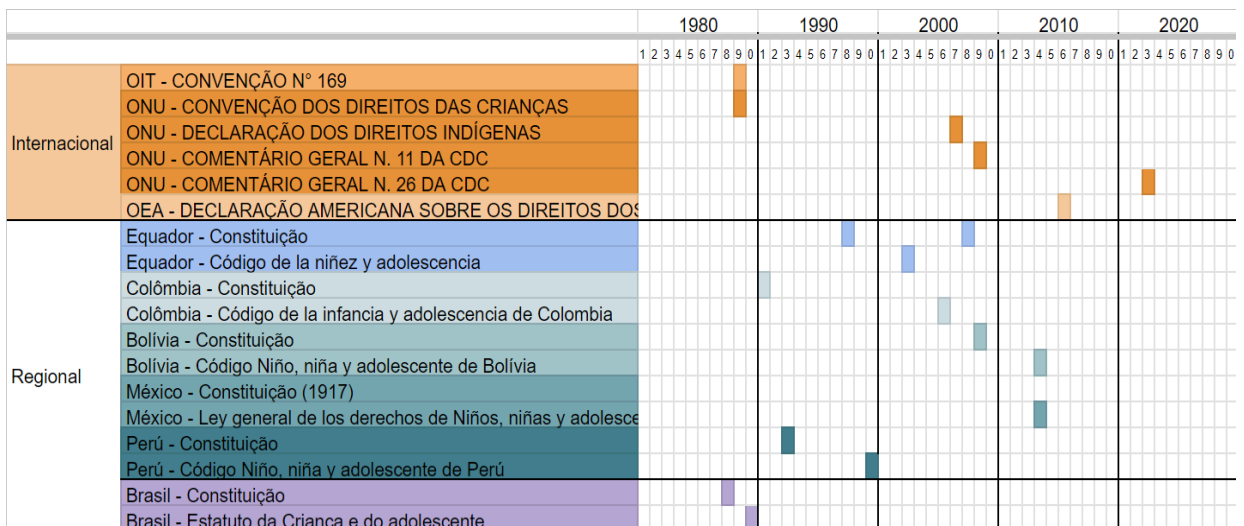 1980 1990 2000 2010 2020
1 2 3 4 5 6 7 8 9 0 1 2 3 4 5 6 7 8 9 0 1 2 3 4 5 6 7 8 9 0 1 2 3 4 5 6 7 8 9 0 1 2 3 4 5 6 7 8 9 0
Internacional
OIT - CONVENÇÃO N° 169
ONU - CONVENÇÃO DOS DIREITOS DAS CRIANÇAS
ONU - DECLARAÇÃO DOS DIREITOS INDÍGENAS
ONU - COMENTÁRIO GERAL N. 11 DA CDC
ONU - COMENTÁRIO GERAL N. 26 DA CDC
OEA - DECLARAÇÃO AMERICANA SOBRE OS DIREITOS DOS
Regional
Equador - Constituição
Equador - Código de la niñez y adolescencia
Colômbia - Constituição
Colômbia - Código de la infancia y adolescencia de Colombia
Bolívia - Constituição
Bolívia - Código Niño, niña y adolescente de Bolívia
México - Constituição (1917)
México - Ley general de los derechos de Niños, niñas y adolesce
Perú - Constituição
Perú - Código Niño, niña y adolescente de Perú
Brasil - Constituição
Brasil - Estatuto da Criança e do adolescente